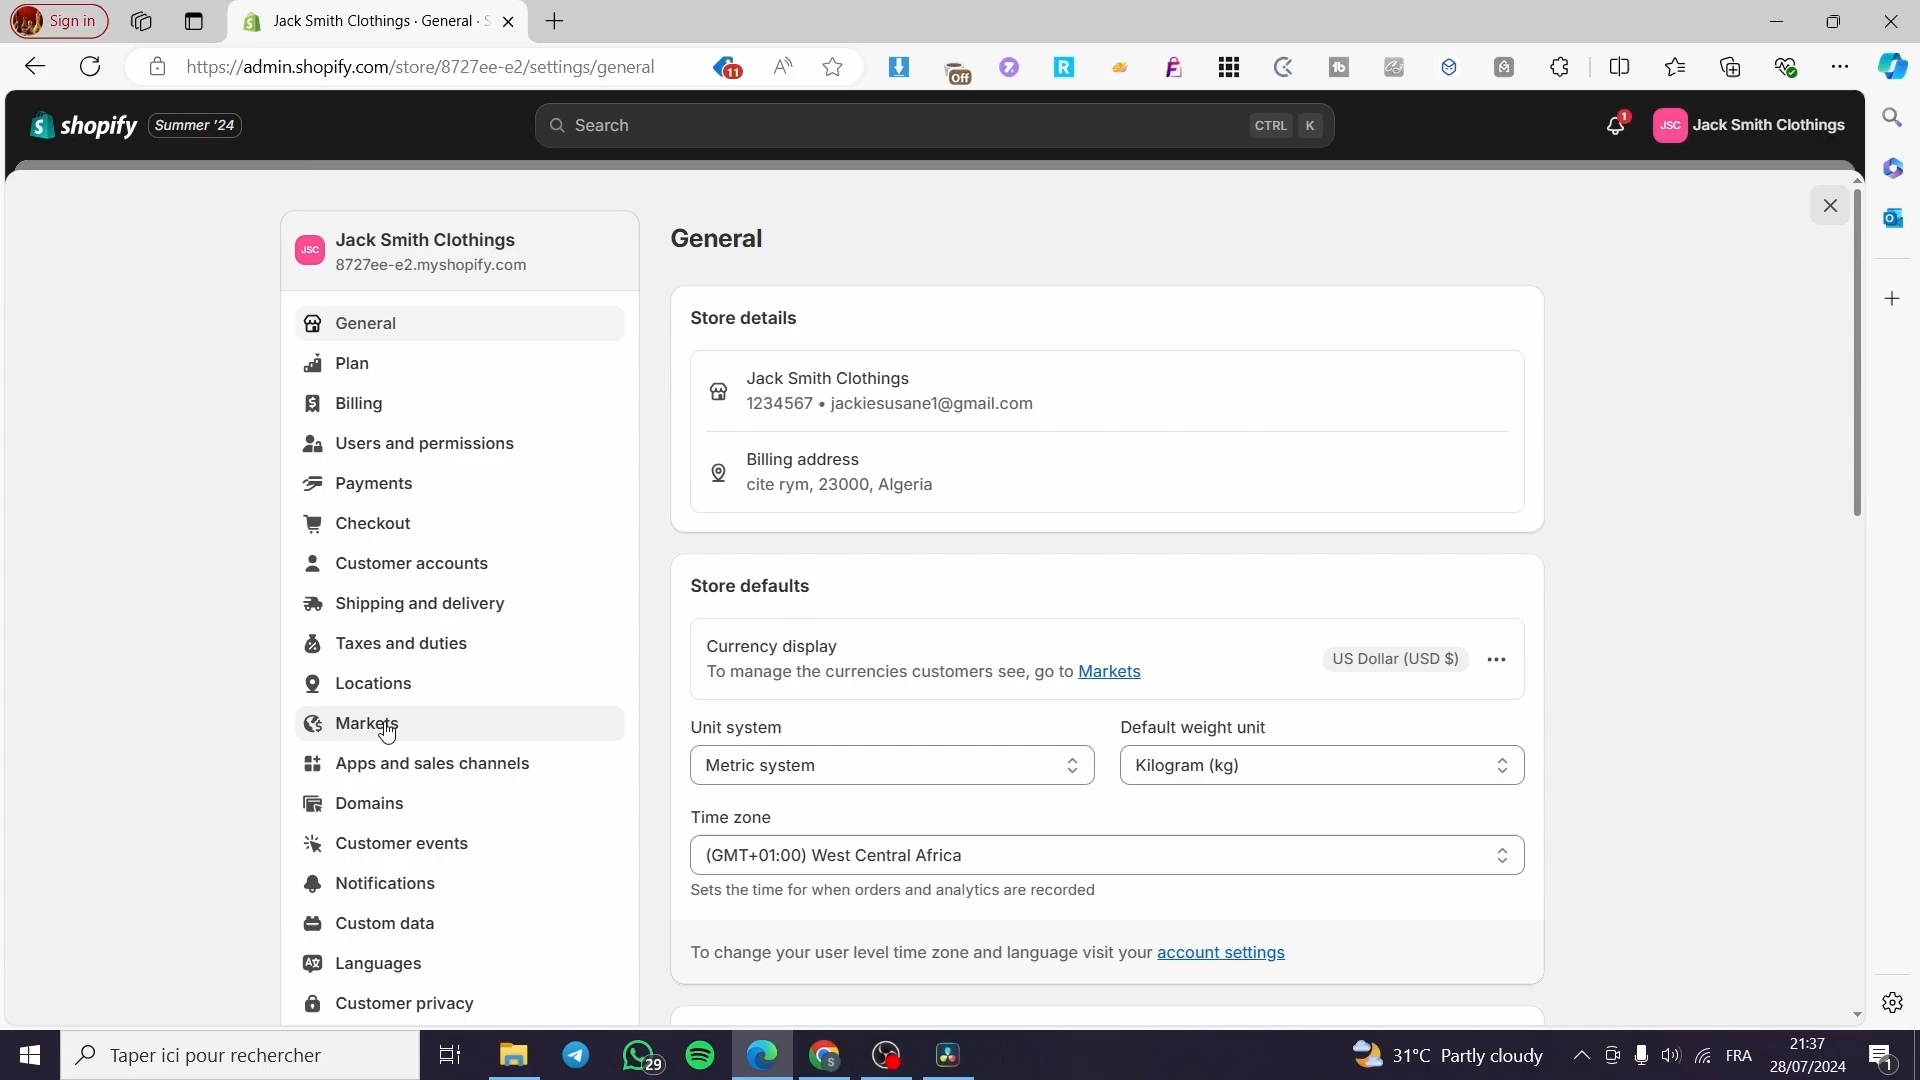 Sign in
Jack Smith Clothings · General ·
https://admin.shopify.com/store/8727ee-e2/settings/general
11
Off
shopify
Summer '24
Search
CTRL K
1
JSC
Jack Smith Clothings
JSC
Jack Smith Clothings
8727ee-e2.myshopify.com
General
Plan
Billing
Users and permissions
Payments
Checkout
Customer accounts
Shipping and delivery
Taxes and duties
Locations
Markets
Apps and sales channels
Domains
Customer events
Notifications
Custom data
Languages
Customer privacy
General
Store details
Jack Smith Clothings
1234567 • jackiesusane1@gmail.com
Billing address
cite rym, 23000, Algeria
Store defaults
Currency display
To manage the currencies customers see, go to Markets
US Dollar (USD $)
Unit system
Default weight unit
Metric system
Kilogram (kg)
Time zone
(GMT+01:00) West Central Africa
Sets the time for when orders and analytics are recorded
To change your user level time zone and language visit your account settings
Taper ici pour rechercher
29
31°C Partly cloudy
FRA
21:37
28/07/2024
1